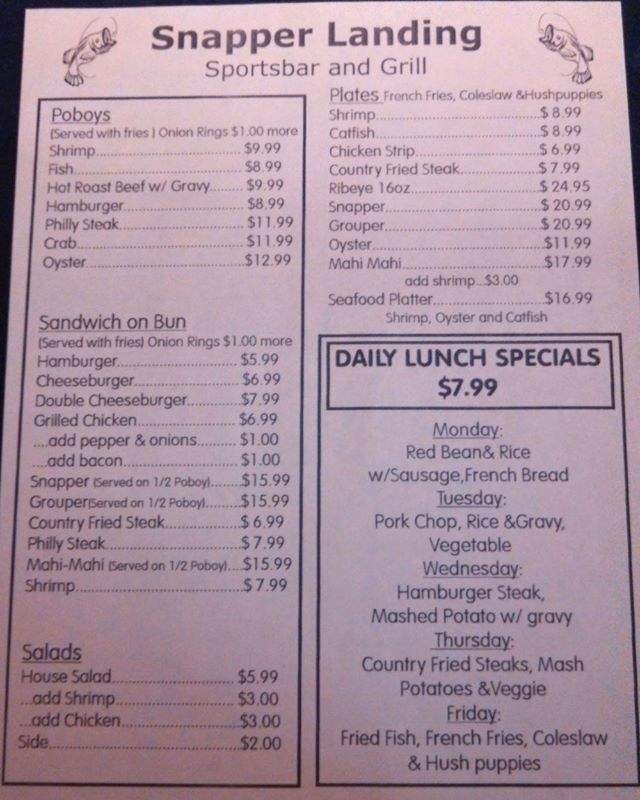 Snapper Landing
Sportsbar and Grill
Poboys
(Served with fries ) Onion Rings $1.00 more
Shrimp........................ $9.99
Fish............................ $8.99
Hot Roast Beef w/ Gravy....... $9.99
Hamburger.................... $8.99
Philly Steak..................... $11.99
Crab............................ $11.99
Oyster.......................... $12.99
Sandwich on Bun
(Served with fries) Onion Rings $1.00 more
Hamburger..................... $5.99
Cheeseburger.................. $6.99
Double Cheeseburger......... $7.99
Grilled Chicken................. $6.99
....add pepper & onions......... $1.00
....add bacon.................... $1.00
Snapper (Served on 1/2 Poboy)......$15.99
Grouper(Served on 1/2 Poboy).......$15.99
Country Fried Steak............... $ 6.99
Philly Steak......................... $ 7.99
Mahi-Mahi (Served on 1/2 Poboy)....$15.99
Shrimp............................. $ 7.99
Salads
House Salad..................... $5.99
...add Shrimp..................... $3.00
...add Chicken................... $3.00
Side............................... $2.00
Plates French Fries, Coleslaw &Hushpuppies
Shrimp............................ $ 8.99
Catfish............................ $ 8.99
Chicken Strip..................... $ 6.99
Country Fried Steak............. $ 7.99
Ribeye 16oz...................... $ 24.95
Snapper.......................... $ 20.99
Grouper.......................... $ 20.99
Oyster............................ $11.99
Mahi Mahi........................ $17.99
add shrimp...$3.00
Seafood Platter................... $16.99
Shrimp, Oyster and Catfish
DAILY LUNCH SPECIALS
$7.99
Monday:
Red Bean& Rice
w/Sausage,French Bread
Tuesday:
Pork Chop, Rice &Gravy,
Vegetable
Wednesday:
Hamburger Steak,
Mashed Potato w/ gravy
Thursday:
Country Fried Steaks, Mash
Potatoes &Veggie
Friday:
Fried Fish, French Fries, Coleslaw
& Hush puppies